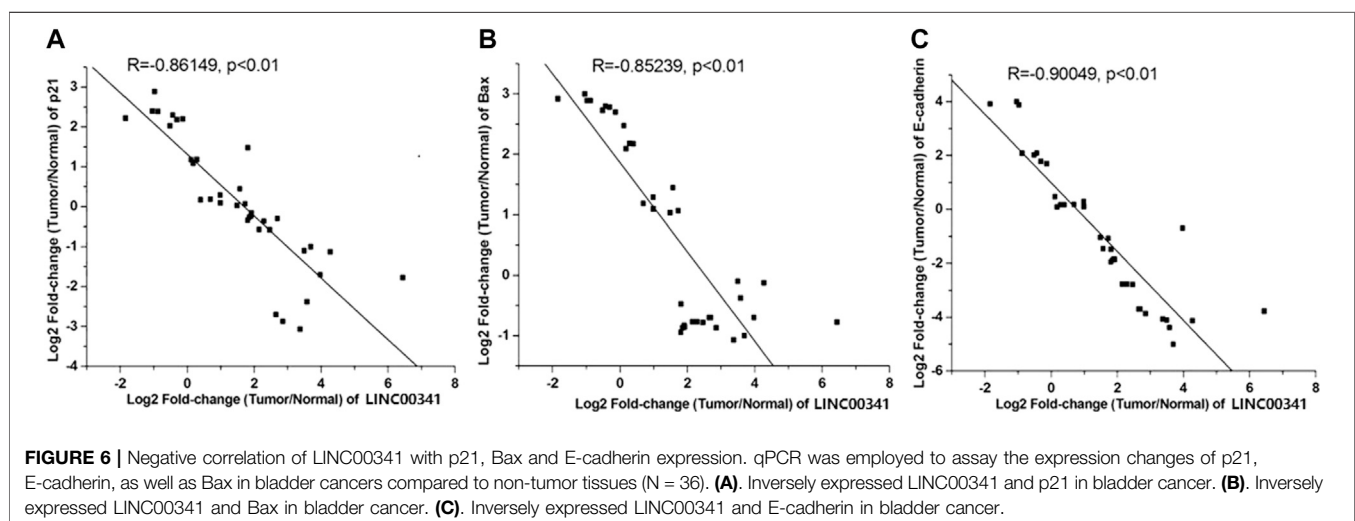 A
R=-0.86149, p<0.01
Log2 Fold-change (Tumor/Normal) of p21
3
2
1
0
-1
-2
-3
-4
-2
0
2
4
6
8
Log2 Fold-change (Tumor/Normal) of LINC00341
B
R=-0.85239, p<0.01
Log2 Fold-change (Tumor/Normal) of Bax
3
2
1
0
-1
-2
0
2
4
6
8
Log2 Fold-change (Tumor/Normal) of LINC00341
C
R=-0.90049, p<0.01
Log2 Fold-change (Tumor/Normal) of E-cadherin
4
2
0
-2
-4
-6
-2
0
2
4
6
8
Log2 Fold-change (Tumor/Normal) of LINC00341
FIGURE 6 | Negative correlation of LINC00341 with p21, Bax and E-cadherin expression. qPCR was employed to assay the expression changes of p21,
E-cadherin, as well as Bax in bladder cancers compared to non-tumor tissues (N = 36). (A). Inversely expressed LINC00341 and p21 in bladder cancer. (B). Inversely
expressed LINC00341 and Bax in bladder cancer. (C). Inversely expressed LINC00341 and E-cadherin in bladder cancer.